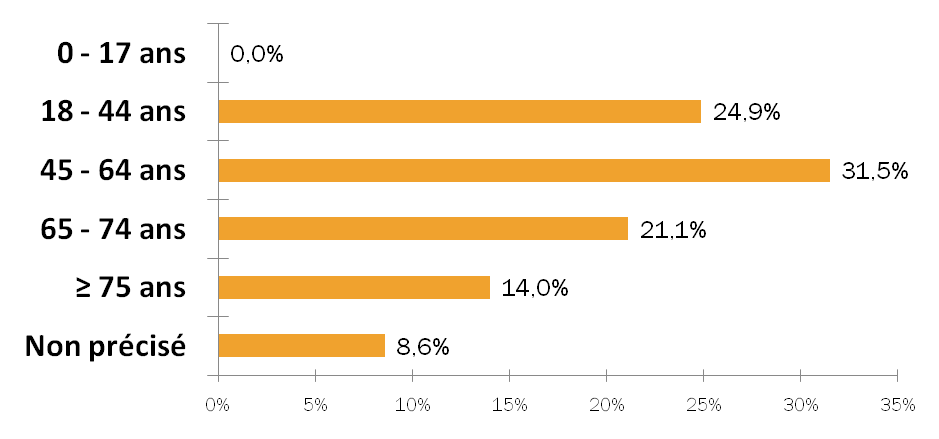 0 - 17 ans 0,0%
18 - 44 ans 24,9%
45 - 64 ans 31,5%
65 - 74 ans 21,1%
≥ 75 ans 14,0%
Non précisé 8,6%
0% 5% 10% 15% 20% 25% 30% 35%